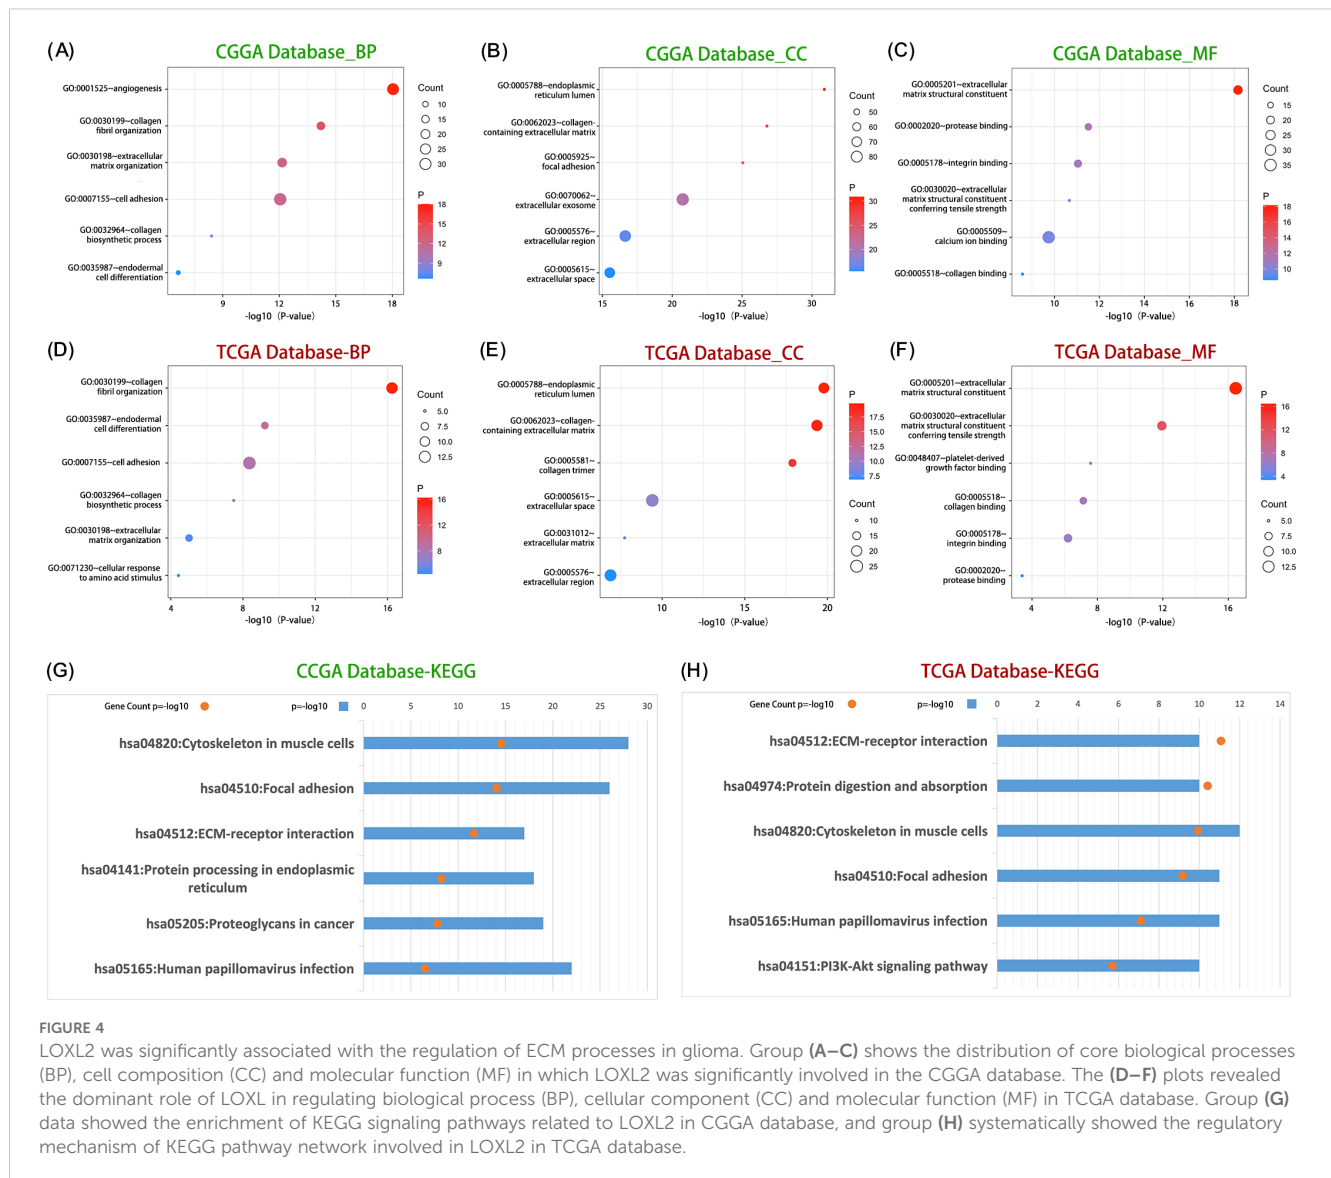 (A)
CGGA Database_BP
GO:0001525~angiogenesis
GO:0030199~collagen
fibril organization
GO:0030198~extracellular
matrix organization
GO:0007155~cell adhesion
GO:0032964~collagen
biosynthetic process
GO:0035987~endodermal
cell differentiation
9 12 15 18
-log10（P-value）
Count
10
15
20
25
30
P
18
15
12
9
(B)
CGGA Database_CC
GO:0005788~endoplasmic
reticulum lumen
GO:0062023~collagen-
containing extracellular matrix
GO:0005925~
focal adhesion
GO:0070062~
extracellular exosome
GO:0005576~
extracellular region
GO:0005615~
extracellular space
15 20 25 30
-log10（P-value）
Count
50
60
70
80
P
30
25
20
(C)
CGGA Database_MF
GO:0005201~extracellular
matrix structural constituent
GO:0002020~protease binding
GO:0005178~integrin binding
GO:0030020~extracellular
matrix structural constituent
conferring tensile strength
GO:0005509~
calcium ion binding
GO:0005518~collagen binding
10 12 14 16 18
-log10（P-value）
Count
15
20
25
30
35
P
18
16
14
12
10
(D)
TCGA Database-BP
GO:0030199~collagen
fibril organization
GO:0035987~endodermal
cell differentiation
GO:0007155~cell adhesion
GO:0032964~collagen
biosynthetic process
GO:0030198~extracellular
matrix organization
GO:0071230~cellular response
to amino acid stimulus
4 8 12 16
-log10（P-value）
Count
5.0
7.5
10.0
12.5
P
16
12
8
(E)
TCGA Database_CC
GO:0005788~endoplasmic
reticulum lumen
GO:0062023~collagen-
containing extracellular matrix
GO:0005581~
collagen trimer
GO:0005615~
extracellular space
GO:0031012~
extracellular matrix
GO:0005576~
extracellular region
10 15 20
-log10（P-value）
P
17.5
15.0
12.5
10.0
7.5
Count
10
15
20
25
(F)
TCGA Database_MF
GO:0005201~extracellular
matrix structural constituent
GO:0030020~extracellular
matrix structural constituent
conferring tensile strength
GO:0048407~platelet-derived
growth factor binding
GO:0005518~
collagen binding
GO:0005178~
integrin binding
GO:0002020~
protease binding
4 8 12 16
-log10（P-value）
P
16
12
8
4
Count
5.0
7.5
10.0
12.5
(G)
CCGA Database-KEGG
Gene Count p=-log10 p=-log10
0 5 10 15 20 25 30
hsa04820:Cytoskeleton in muscle cells
hsa04510:Focal adhesion
hsa04512:ECM-receptor interaction
hsa04141:Protein processing in endoplasmic
reticulum
hsa05205:Proteoglycans in cancer
hsa05165:Human papillomavirus infection
(H)
TCGA Database-KEGG
Gene Count p=-log10 p=-log10
0 2 4 6 8 10 12 14
hsa04512:ECM-receptor interaction
hsa04974:Protein digestion and absorption
hsa04820:Cytoskeleton in muscle cells
hsa04510:Focal adhesion
hsa05165:Human papillomavirus infection
hsa04151:PI3K-Akt signaling pathway
FIGURE 4
LOXL2 was significantly associated with the regulation of ECM processes in glioma. Group (A–C) shows the distribution of core biological processes
(BP), cell composition (CC) and molecular function (MF) in which LOXL2 was significantly involved in the CGGA database. The (D–F) plots revealed
the dominant role of LOXL in regulating biological process (BP), cellular component (CC) and molecular function (MF) in TCGA database. Group (G)
data showed the enrichment of KEGG signaling pathways related to LOXL2 in CGGA database, and group (H) systematically showed the regulatory
mechanism of KEGG pathway network involved in LOXL2 in TCGA database.